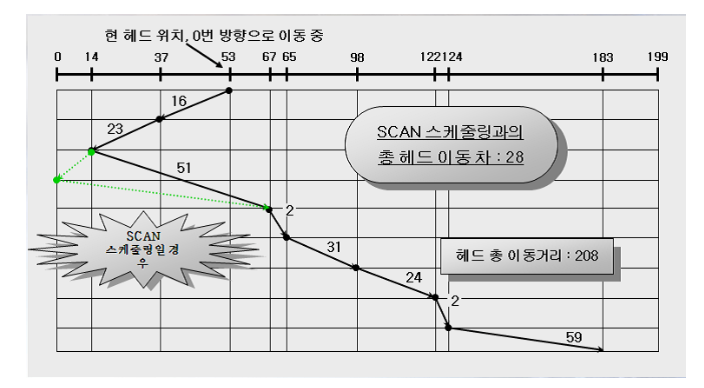 현 헤드 위치, 0번 방향으로 이동 중
0 14 37 53 67 65 98 122 124 183 199
16
23
SCAN 스케줄링과의
총 헤드 이동 차 : 28
51
2
SCAN
스케줄링일 경
우
31
헤드 총 이동거리 : 208
24
2
59